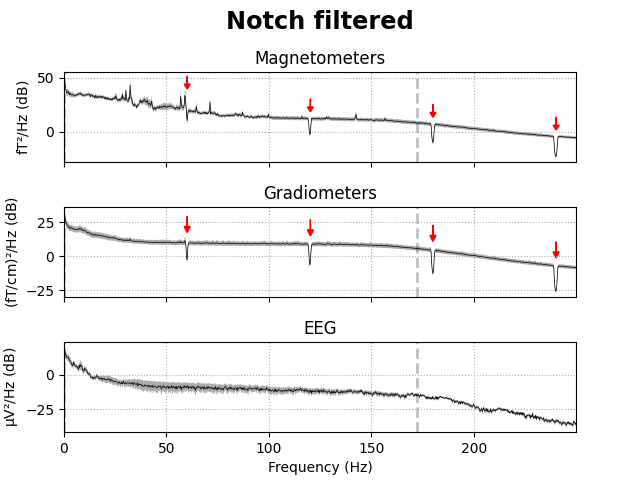 Notch filtered
Magnetometers
fT²/Hz (dB)
50
0
Gradiometers
(fT/cm)²/Hz (dB)
25
0
−25
EEG
µV²/Hz (dB)
0
−25
0 50 100 150 200
Frequency (Hz)